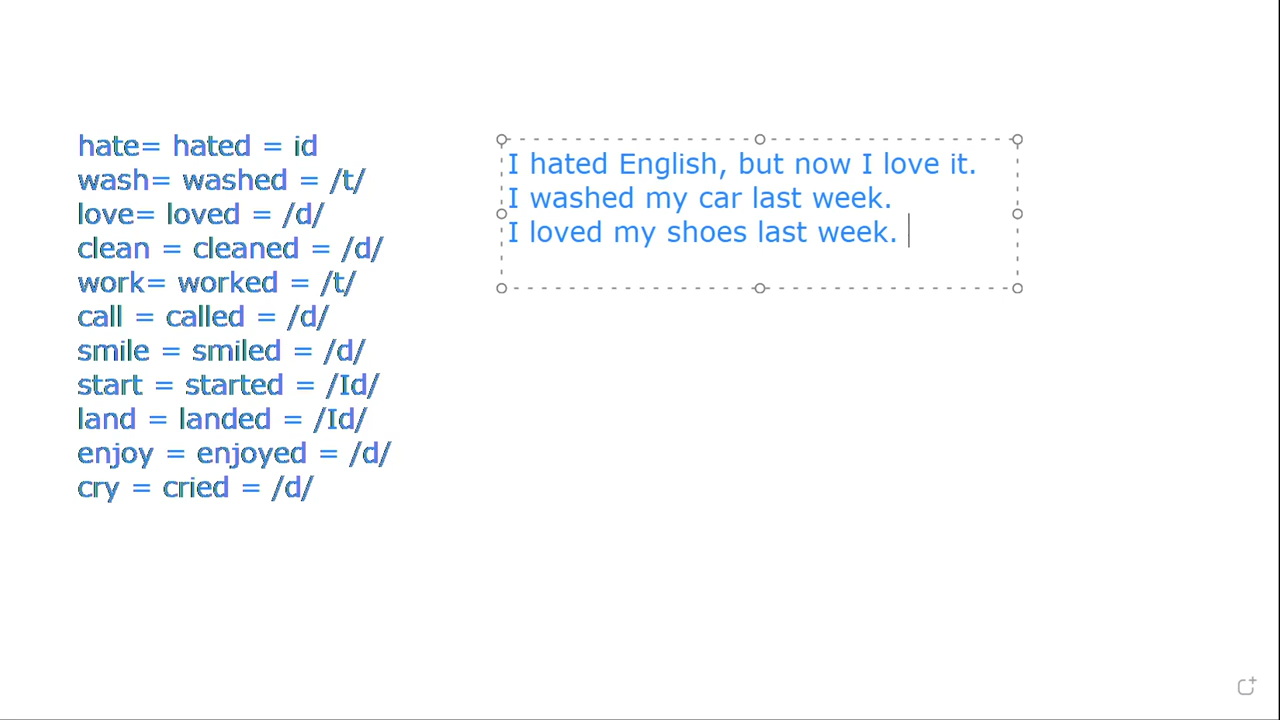 hate= hated = id
wash= washed = /t/
love= loved = /d/
clean = cleaned = /d/
work= worked = /t/
call = called = /d/
smile = smiled = /d/
start = started = /Id/
land = landed = /Id/
enjoy = enjoyed = /d/
cry = cried = /d/
I hated English, but now I love it.
I washed my car last week.
I loved my shoes last week.